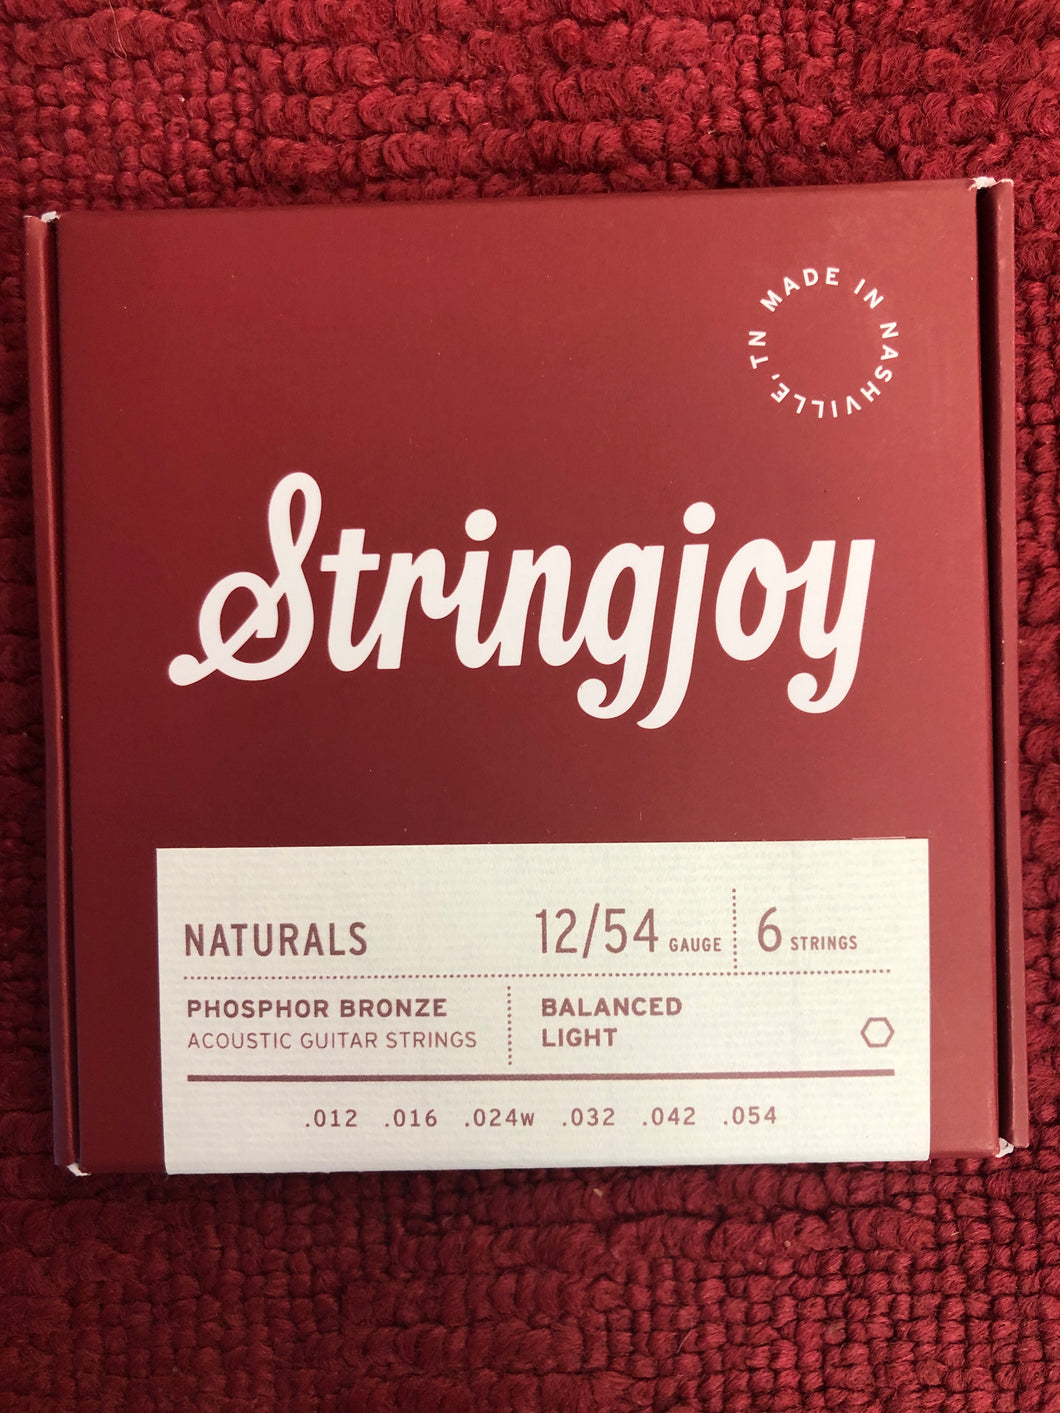 MADE IN NASHVILLE, TN
Stringjoy
NATURALS
12/54 GAUGE
6 STRINGS
PHOSPHOR BRONZE
ACOUSTIC GUITAR STRINGS
BALANCED
LIGHT
.012 .016 .024w .032 .042 .054